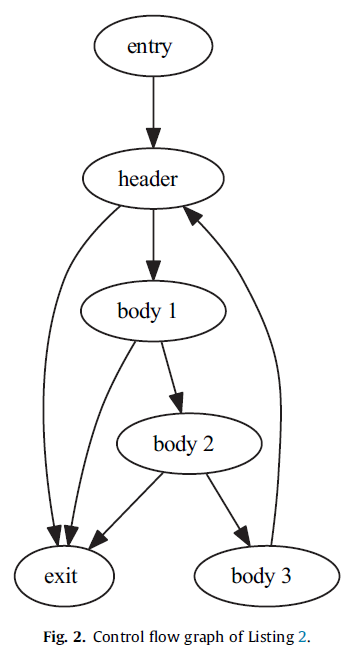 entry
header
body 1
body 2
exit
body 3
Fig. 2. Control flow graph of Listing 2.